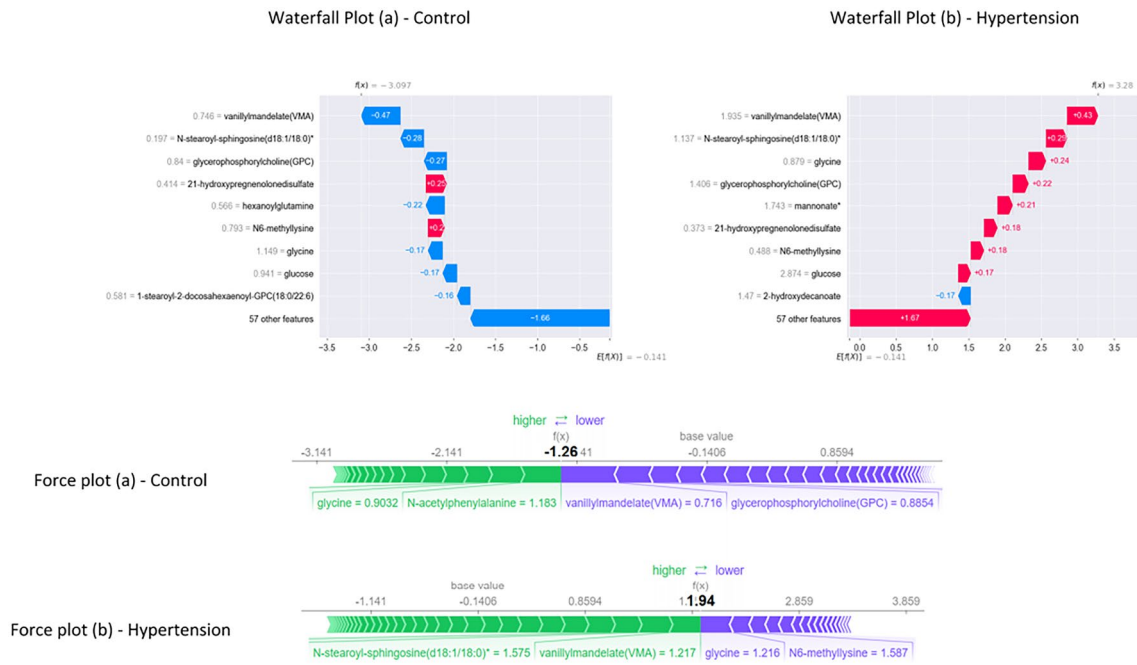 Waterfall Plot (a) - Control
Waterfall Plot (b) - Hypertension
f(x) = −3.097
0.746 = vanillylmandelate(VMA)
−0.47
0.197 = N-stearoyl-sphingosine(d18:1/18:0)*
−0.28
0.84 = glycerophosphorylcholine(GPC)
−0.27
0.414 = 21-hydroxypregnenolonedisulfate
+0.25
0.566 = hexanoylglutamine
−0.22
0.793 = N6-methyllysine
+0.2
1.149 = glycine
−0.17
0.941 = glucose
−0.17
0.581 = 1-stearoyl-2-docosahexaenoyl-GPC(18:0/22:6)
−0.16
57 other features
−1.66
−3.5 −3.0 −2.5 −2.0 −1.5 −1.0 −0.5
E[f(X)] = −0.141
f(x) = 3.28
1.935 = vanillylmandelate(VMA)
+0.43
1.137 = N-stearoyl-sphingosine(d18:1/18:0)*
+0.29
0.879 = glycine
+0.24
1.406 = glycerophosphorylcholine(GPC)
+0.22
1.743 = mannonate*
+0.21
0.373 = 21-hydroxypregnenolonedisulfate
+0.18
0.488 = N6-methyllysine
+0.18
2.874 = glucose
+0.17
1.47 = 2-hydroxydecanoate
−0.17
57 other features
+1.67
0.0 0.5 1.0 1.5 2.0 2.5 3.0 3.5
E[f(X)] = −0.141
Force plot (a) - Control
higher ⇄ lower
f(x)
base value
-3.141 -2.141 -1.26 41 -0.1406 0.8594
glycine = 0.9032 N-acetylphenylalanine = 1.183 vanillylmandelate(VMA) = 0.716 glycerophosphorylcholine(GPC) = 0.8854
Force plot (b) - Hypertension
higher ⇄ lower
base value
f(x)
-1.141 -0.1406 0.8594 1.94 2.859 3.859
N-stearoyl-sphingosine(d18:1/18:0)* = 1.575 vanillylmandelate(VMA) = 1.217 glycine = 1.216 N6-methyllysine = 1.587